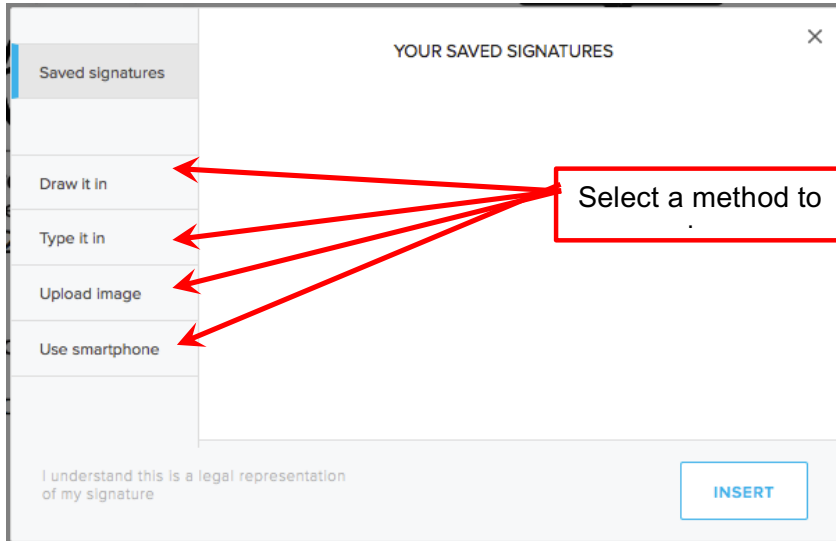 YOUR SAVED SIGNATURES
Saved signatures
Draw it in
Select a method to
Type it in
Upload image
Use smartphone
I understand this is a legal representation
of my signature
INSERT